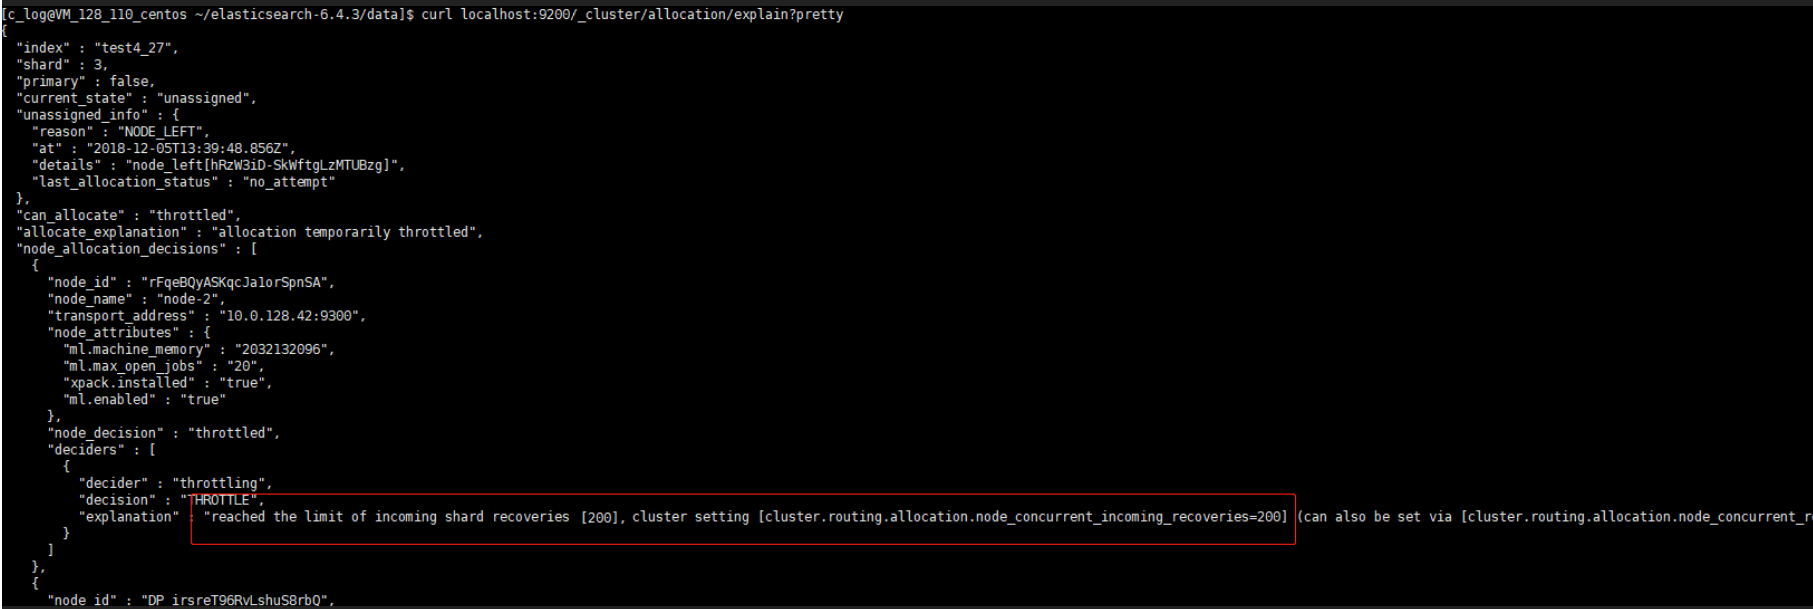 [c_log@VM_128_110_centos ~/elasticsearch-6.4.3/data]$ curl localhost:9200/_cluster/allocation/explain?pretty
{
  "index" : "test4_27",
  "shard" : 3,
  "primary" : false,
  "current_state" : "unassigned",
  "unassigned_info" : {
    "reason" : "NODE_LEFT",
    "at" : "2018-12-05T13:39:48.856Z",
    "details" : "node_left[hRzW3iD-SkWftgLzMTUBzg]",
    "last_allocation_status" : "no_attempt"
  },
  "can_allocate" : "throttled",
  "allocate_explanation" : "allocation temporarily throttled",
  "node_allocation_decisions" : [
    {
      "node_id" : "rFqeBQyASKqcJa1orSpnSA",
      "node_name" : "node-2",
      "transport_address" : "10.0.128.42:9300",
      "node_attributes" : {
        "ml.machine_memory" : "2032132096",
        "ml.max_open_jobs" : "20",
        "xpack.installed" : "true",
        "ml.enabled" : "true"
      },
      "node_decision" : "throttled",
      "deciders" : [
        {
          "decider" : "throttling",
          "decision" : "THROTTLE",
          "explanation" : "reached the limit of incoming shard recoveries [200], cluster setting [cluster.routing.allocation.node_concurrent_incoming_recoveries=200] (can also be set via [cluster.routing.allocation.node_concurrent_r
        }
      ]
    },
    {
      "node_id" : "DP_irsreT96RvLshuS8rbQ",